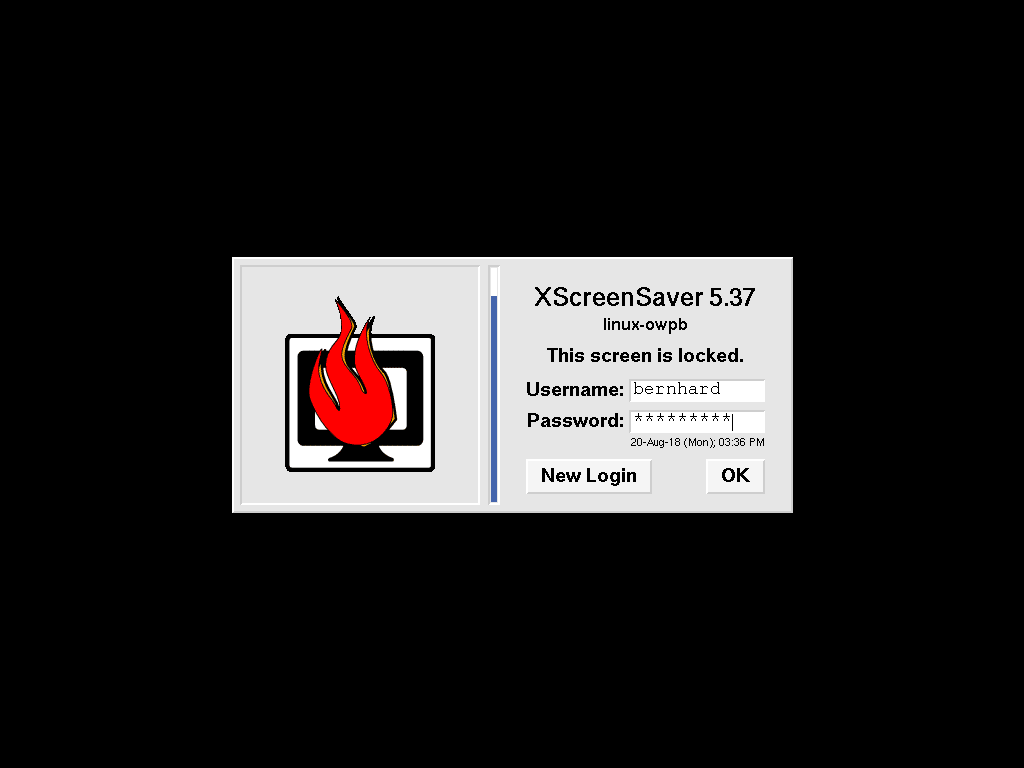 XScreenSaver 5.37
linux-owpb
This screen is locked.
Username: bernhard
Password: *********
20-Aug-18 (Mon); 03:36 PM
New Login OK